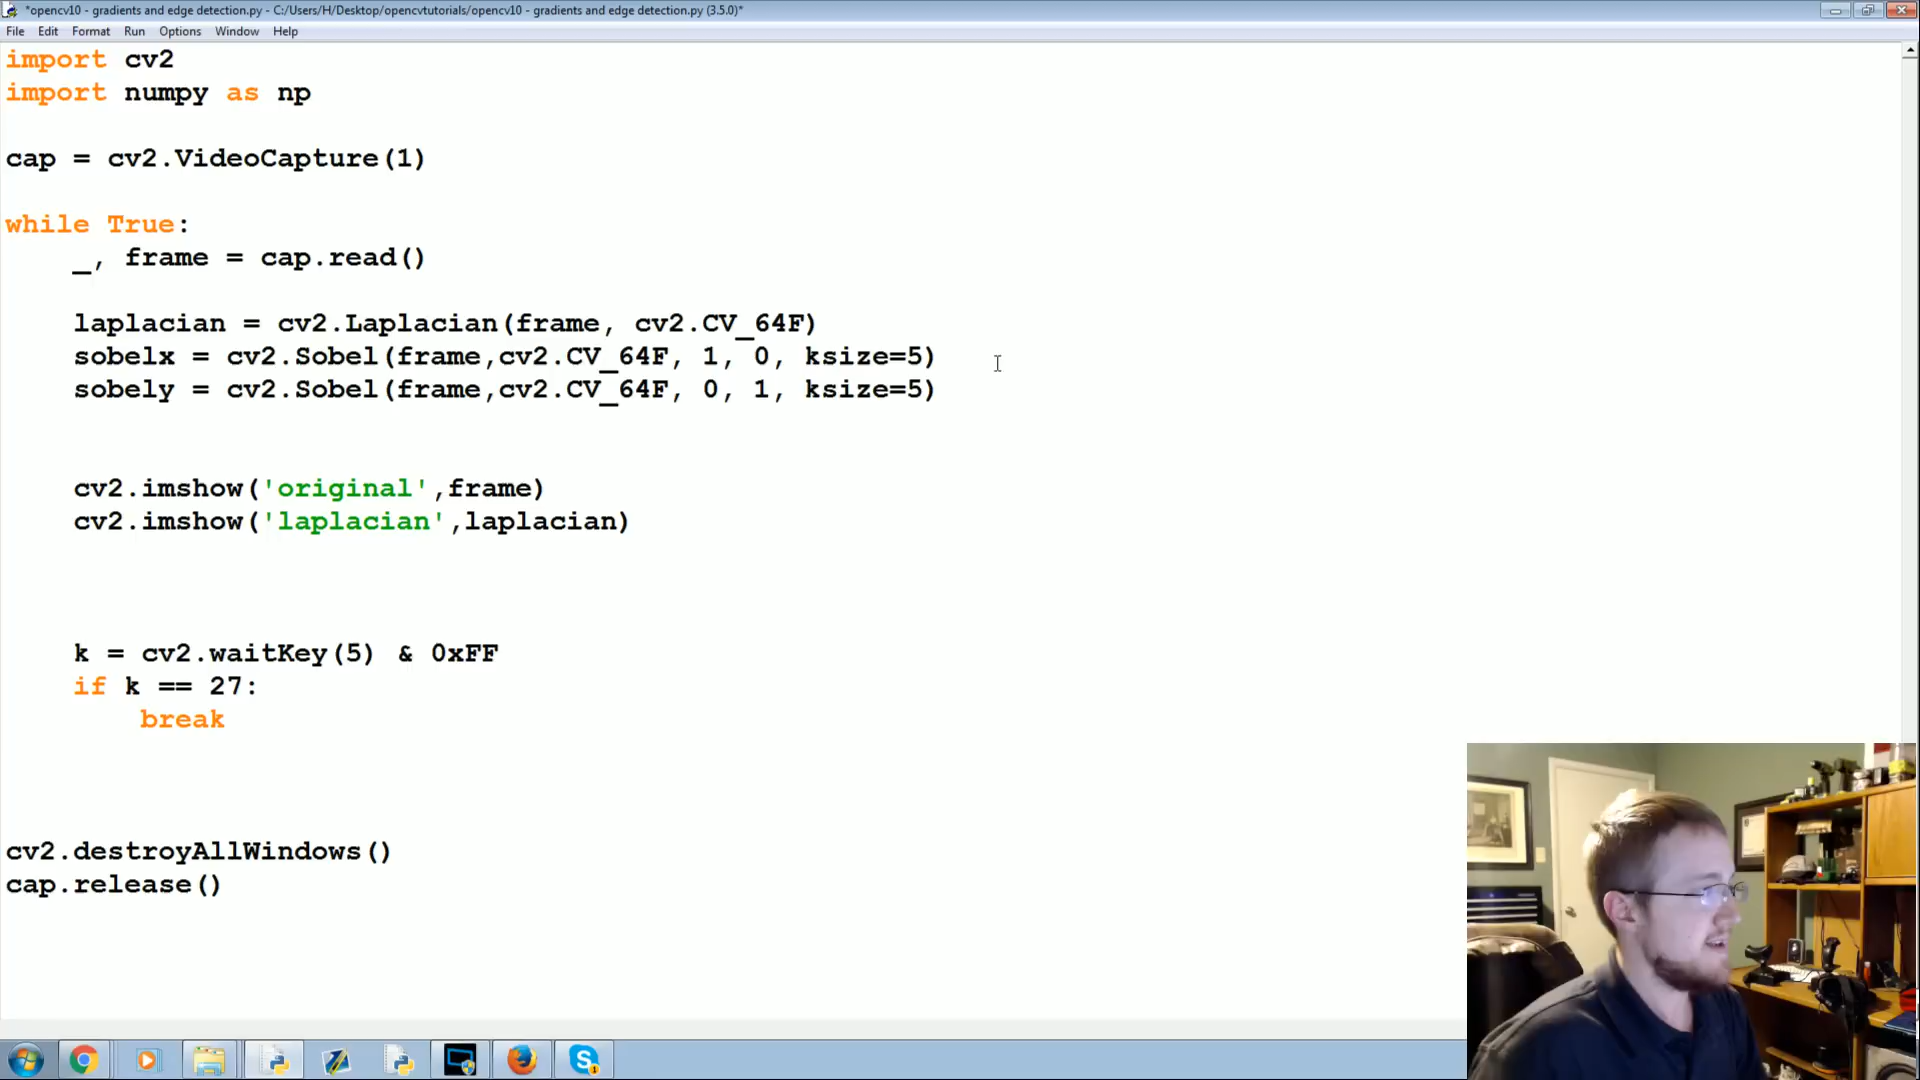 *opencv10 - gradients and edge detection.py - C:/Users/H/Desktop/opencvtutorials/opencv10 - gradients and edge detection.py (3.5.0)*
File Edit Format Run Options Window Help
import cv2
import numpy as np
cap = cv2.VideoCapture(1)
while True:
    _, frame = cap.read()
    laplacian = cv2.Laplacian(frame, cv2.CV_64F)
    sobelx = cv2.Sobel(frame,cv2.CV_64F, 1, 0, ksize=5)
    sobely = cv2.Sobel(frame,cv2.CV_64F, 0, 1, ksize=5)
    cv2.imshow('original',frame)
    cv2.imshow('laplacian',laplacian)
    k = cv2.waitKey(5) & 0xFF
    if k == 27:
        break
cv2.destroyAllWindows()
cap.release()